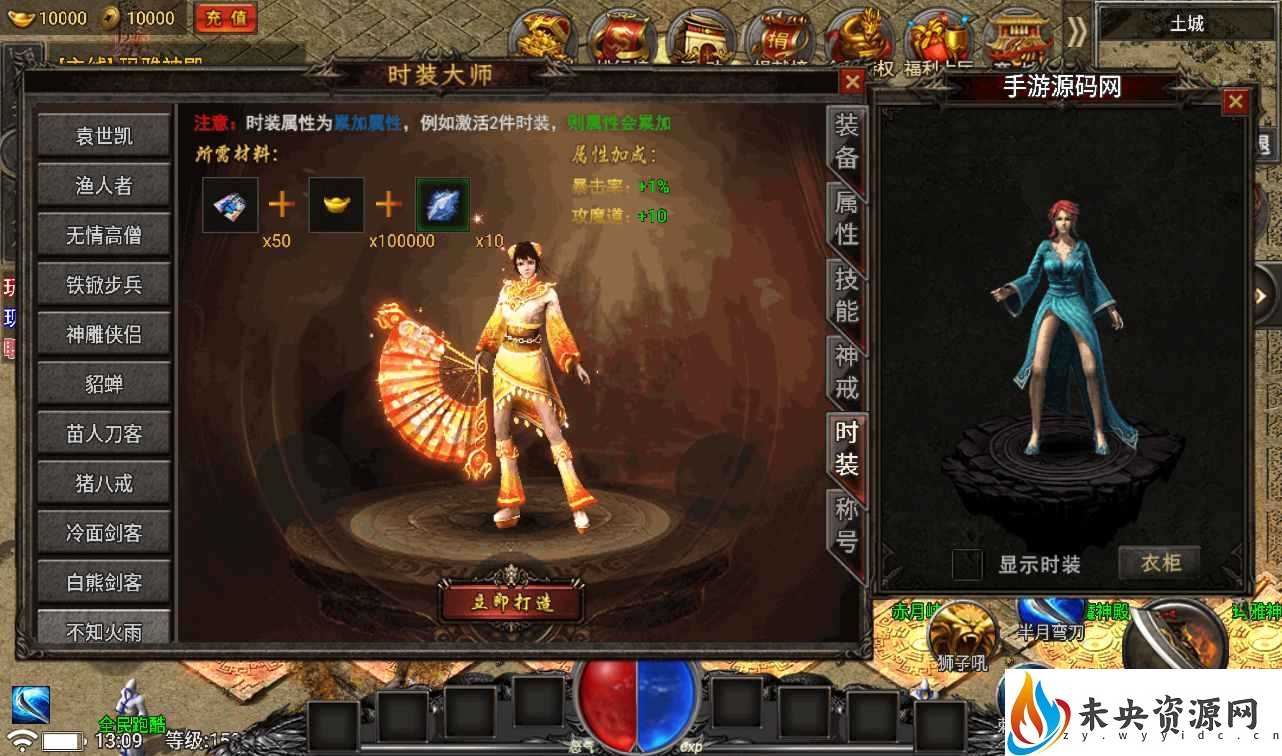 10000 10000 充值
土城
福利大厅
时装大师
手游源码网
袁世凯
渔人者
无情高僧
铁锨步兵
神雕侠侣
貂蝉
苗人刀客
猪八戒
冷面剑客
白熊剑客
不知火雨
注意：时装属性为累加属性，例如激活2件时装，则属性会累加
所需材料：
x50
x100000
x10
属性加成：
暴击率：+1%
攻魔道：+10
立即打造
装备
属性
技能
神戒
时装
称号
显示时装
衣柜
半月弯刀
狮子吼
全民跑酷
13:09
怒气
exp
未央资源网
zy.wyyidc.cn